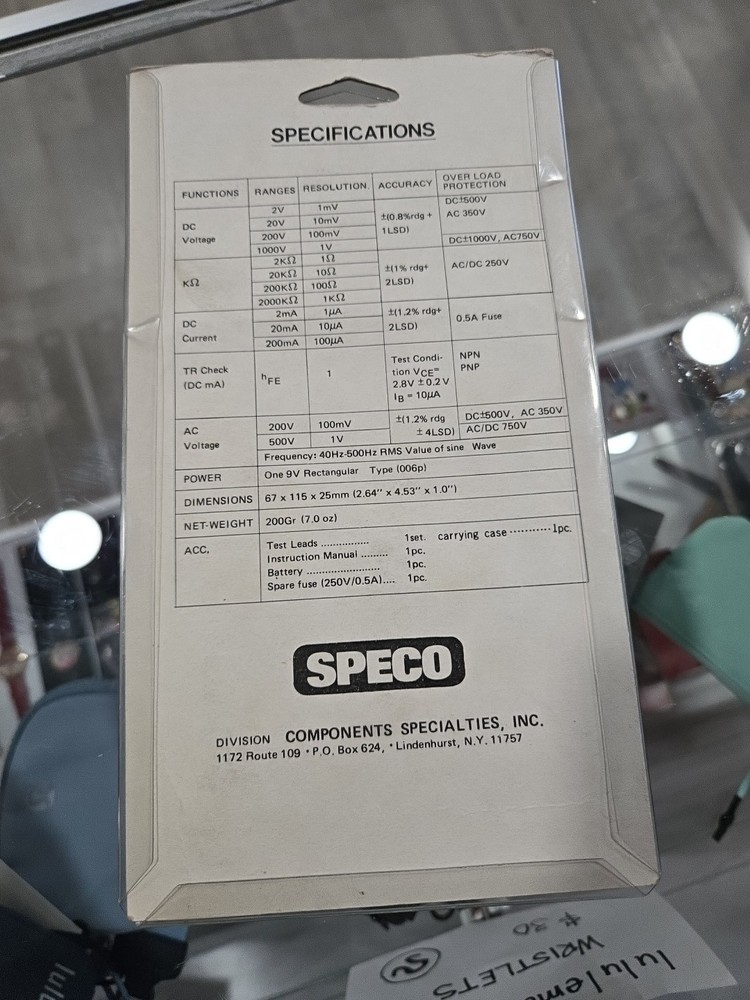 SPECIFICATIONS
FUNCTIONS RANGES RESOLUTION. ACCURACY OVER LOAD PROTECTION
DC Voltage 2V 1mV ±(0.8%rdg + 1LSD) DC±500V AC 350V
20V 10mV
200V 100mV
1000V 1V DC±1000V, AC750V
KΩ 2KΩ 1Ω ±(1% rdg+ 2LSD) AC/DC 250V
20KΩ 10Ω
200KΩ 100Ω
2000KΩ 1KΩ
DC Current 2mA 1μA ±(1.2% rdg+ 2LSD) 0.5A Fuse
20mA 10μA
200mA 100μA
TR Check (DC mA) hFE 1 Test Condi- tion VCE= 2.8V ±0.2V IB = 10μA NPN PNP
AC Voltage 200V 100mV ±(1.2% rdg ± 4LSD) DC±500V, AC 350V
500V 1V AC/DC 750V
Frequency: 40Hz-500Hz RMS Value of sine Wave
POWER One 9V Rectangular Type (006p)
DIMENSIONS 67 x 115 x 25mm (2.64" x 4.53" x 1.0")
NET-WEIGHT 200Gr (7.0 oz)
ACC, Test Leads ................ 1set. carrying case ···········1pc.
Instruction Manual ......... 1pc.
Battery ........................ 1pc.
Spare fuse (250V/0.5A).... 1pc.
SPECO
DIVISION COMPONENTS SPECIALTIES, INC.
1172 Route 109 • P.O. Box 624, • Lindenhurst, N.Y. 11757
WRISTLETS